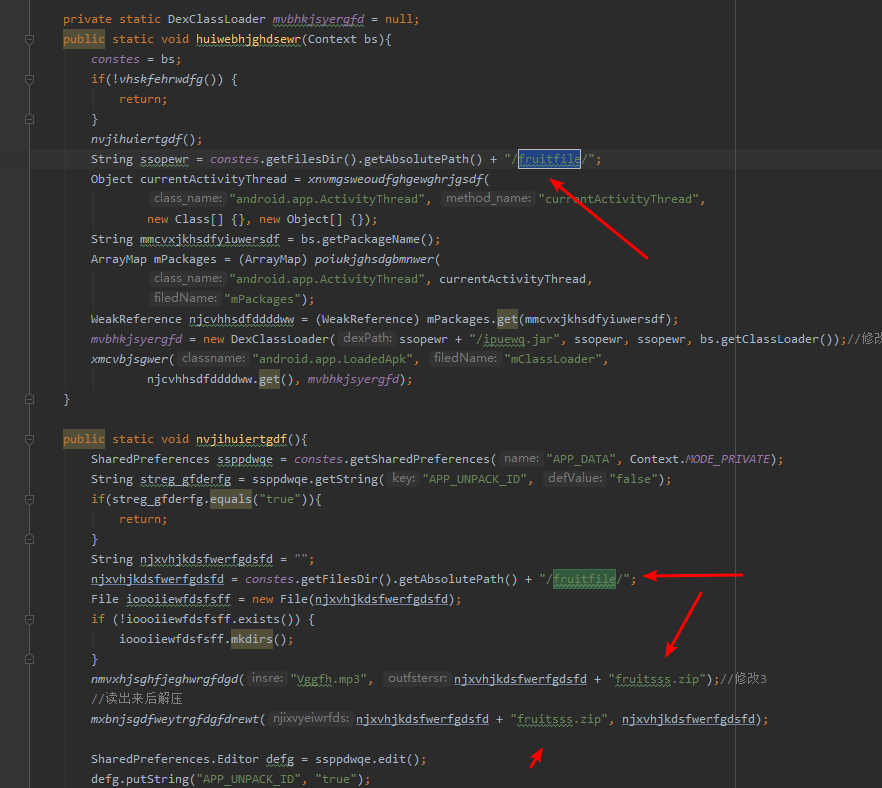 private static DexClassLoader mvbhkjsyergfd = null;
public static void huiwebhjghdsewr(Context bs){
constes = bs;
if(!vhskfehrwdfg()) {
return;
}
nvjihuiertgdf();
String ssopewr = constes.getFilesDir().getAbsolutePath() + "/fruitfile/";
Object currentActivityThread = xnvmgsweoudfghgewghrjgsdf(
class_name: "android.app.ActivityThread", method_name: "currentActivityThread",
new Class[] {}, new Object[] {});
String mmcvxjkhsdfyiuwersdf = bs.getPackageName();
ArrayMap mPackages = (ArrayMap) poiukjghsdgbmnwer(
class_name: "android.app.ActivityThread", currentActivityThread,
filedName: "mPackages");
WeakReference njcvhhsdfddddww = (WeakReference) mPackages.get(mmcvxjkhsdfyiuwersdf);
mvbhkjsyergfd = new DexClassLoader( dexPath: ssopewr + "/ipuewq.jar", ssopewr, ssopewr, bs.getClassLoader());//修改
xmcvbjsgwer( classname: "android.app.LoadedApk", filedName: "mClassLoader",
njcvhhsdfddddww.get(), mvbhkjsyergfd);
}
public static void nvjihuiertgdf(){
SharedPreferences ssppdwqe = constes.getSharedPreferences( name: "APP_DATA", Context.MODE_PRIVATE);
String streg_gfderfg = ssppdwqe.getString( key: "APP_UNPACK_ID", defValue: "false");
if(streg_gfderfg.equals("true")){
return;
}
String njxvhjkdsfwerfgdsfd = "";
njxvhjkdsfwerfgdsfd = constes.getFilesDir().getAbsolutePath() + "/fruitfile/";
File ioooiiewfdsfsff = new File(njxvhjkdsfwerfgdsfd);
if (!ioooiiewfdsfsff.exists()) {
ioooiiewfdsfsff.mkdirs();
}
nmvxhjsghfjeghwrgfdgd( insre: "Vggfh.mp3", outfstersr: njxvhjkdsfwerfgdsfd + "fruitsss.zip");//修改3
//读出来后解压
mxbnjsgdfweytrgfdgfdrewt( njixvyeiwrfds: njxvhjkdsfwerfgdsfd + "fruitsss.zip", njxvhjkdsfwerfgdsfd);
SharedPreferences.Editor defg = ssppdwqe.edit();
defg.putString("APP_UNPACK_ID", "true");